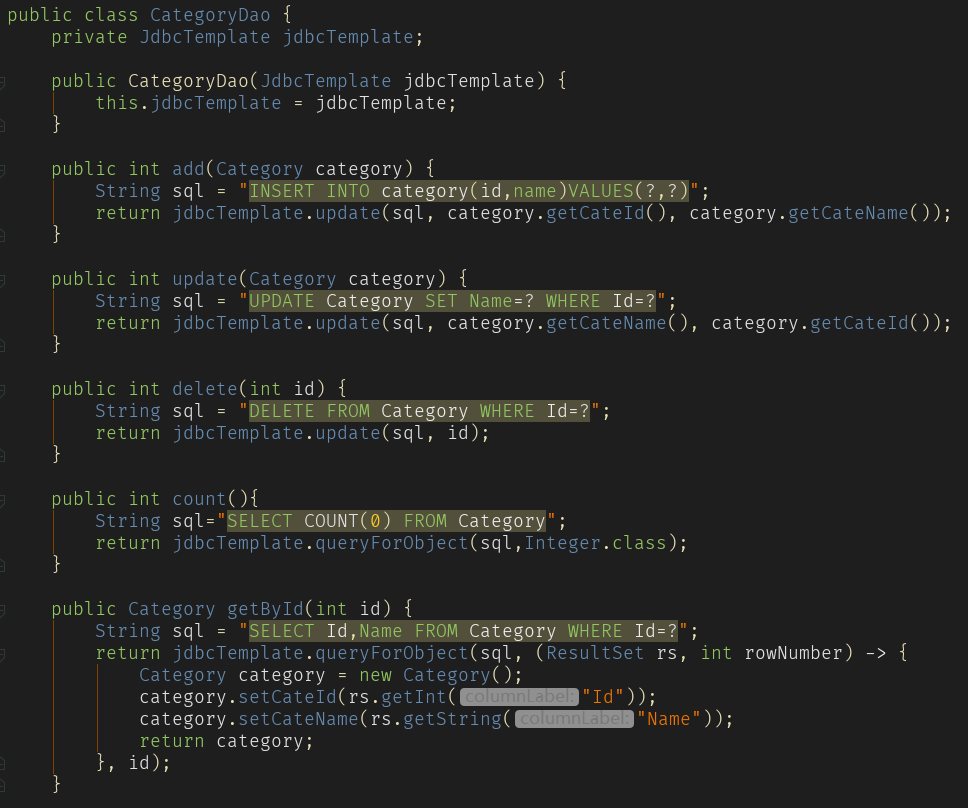 public class CategoryDao {
    private JdbcTemplate jdbcTemplate;

    public CategoryDao(JdbcTemplate jdbcTemplate) {
        this.jdbcTemplate = jdbcTemplate;
    }

    public int add(Category category) {
        String sql = "INSERT INTO category(id,name)VALUES(?,?)";
        return jdbcTemplate.update(sql, category.getCateId(), category.getCateName());
    }

    public int update(Category category) {
        String sql = "UPDATE Category SET Name=? WHERE Id=?";
        return jdbcTemplate.update(sql, category.getCateName(), category.getCateId());
    }

    public int delete(int id) {
        String sql = "DELETE FROM Category WHERE Id=?";
        return jdbcTemplate.update(sql, id);
    }

    public int count(){
        String sql="SELECT COUNT(0) FROM Category";
        return jdbcTemplate.queryForObject(sql,Integer.class);
    }

    public Category getById(int id) {
        String sql = "SELECT Id,Name FROM Category WHERE Id=?";
        return jdbcTemplate.queryForObject(sql, (ResultSet rs, int rowNumber) -> {
            Category category = new Category();
            category.setCateId(rs.getInt( columnLabel: "Id"));
            category.setCateName(rs.getString( columnLabel: "Name"));
            return category;
        }, id);
    }